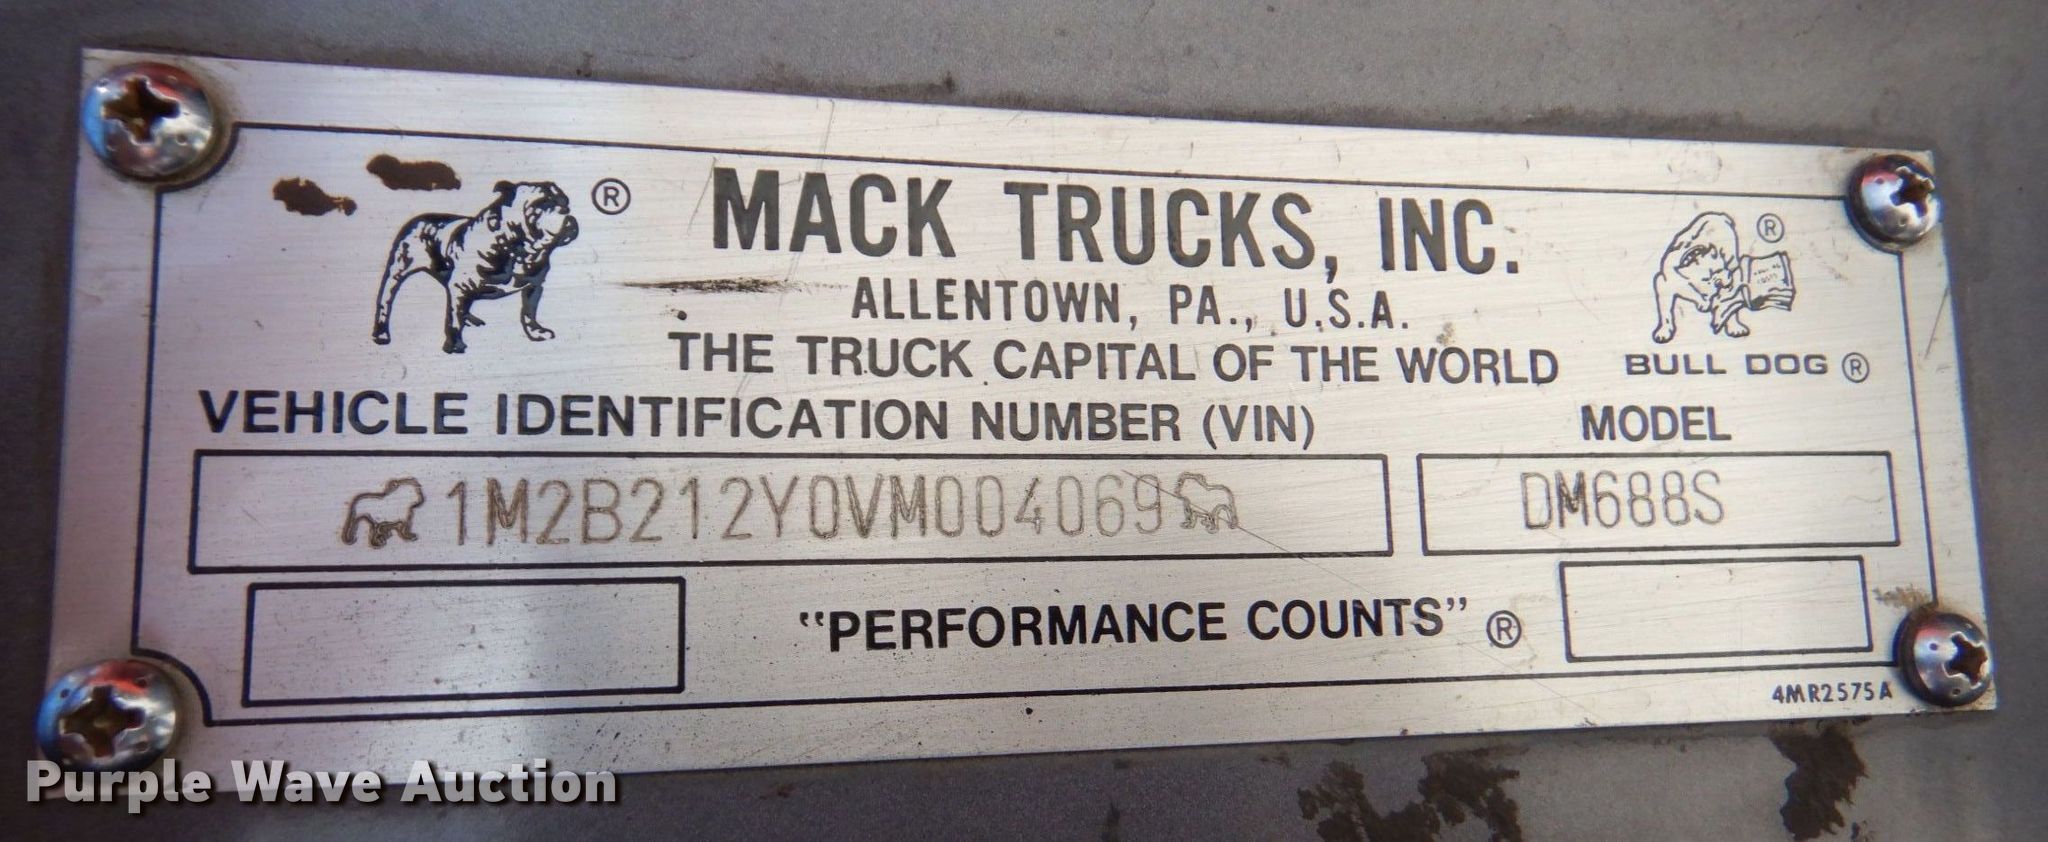 ®
MACK TRUCKS, INC.
ALLENTOWN, PA., U.S.A.
THE TRUCK CAPITAL OF THE WORLD
®
BULL DOG ®
VEHICLE IDENTIFICATION NUMBER (VIN)
MODEL
1M2B212Y0VM004069
DM688S
"PERFORMANCE COUNTS" ®
4MR2575A
Purple Wave Auction